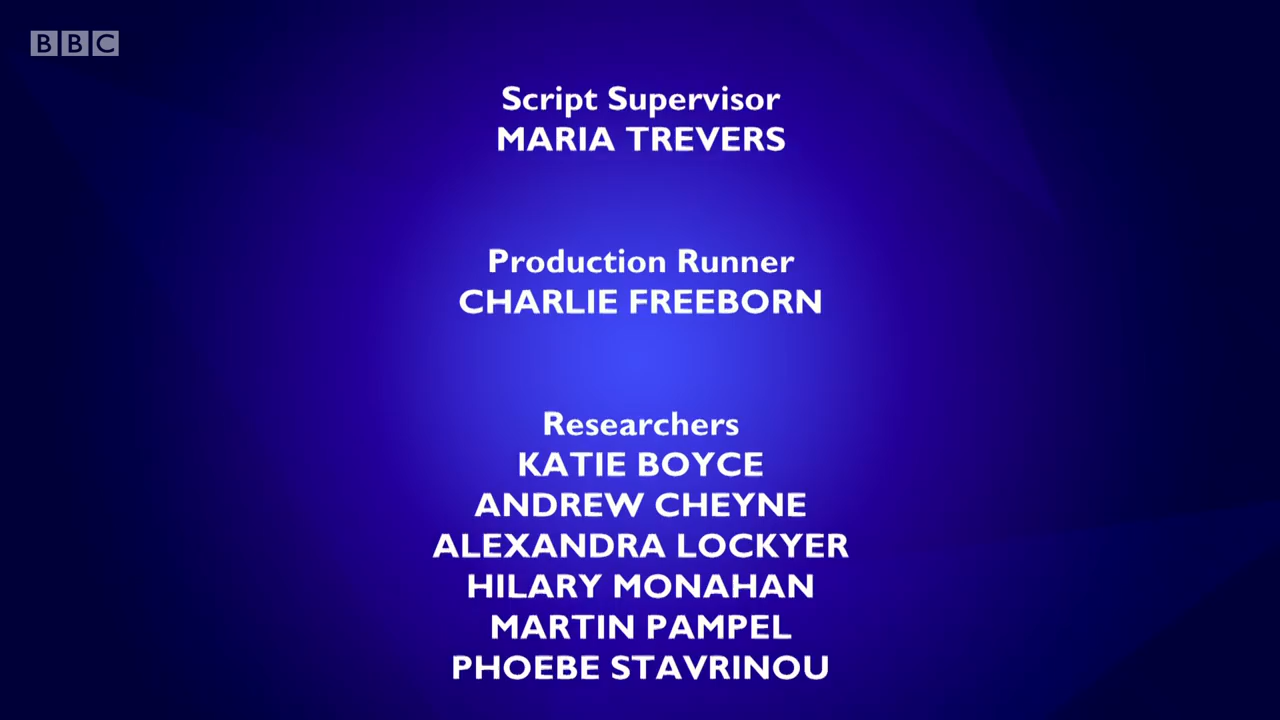 BBC
Script Supervisor
MARIA TREVERS
Production Runner
CHARLIE FREEBORN
Researchers
KATIE BOYCE
ANDREW CHEYNE
ALEXANDRA LOCKYER
HILARY MONAHAN
MARTIN PAMPEL
PHOEBE STAVRINOU